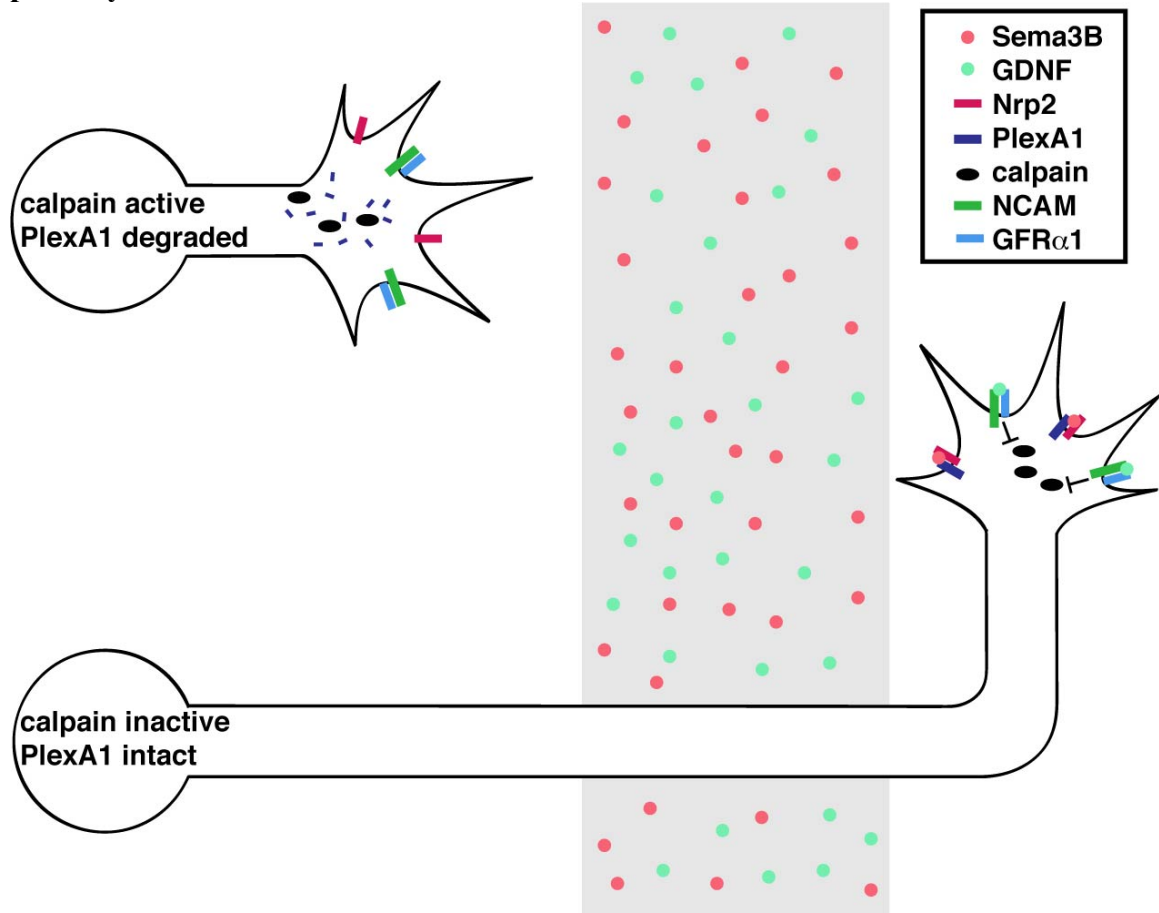 Sema3B
GDNF
Nrp2
PlexA1
calpain
NCAM
GFRα1
calpain active
PlexA1 degraded
calpain inactive
PlexA1 intact